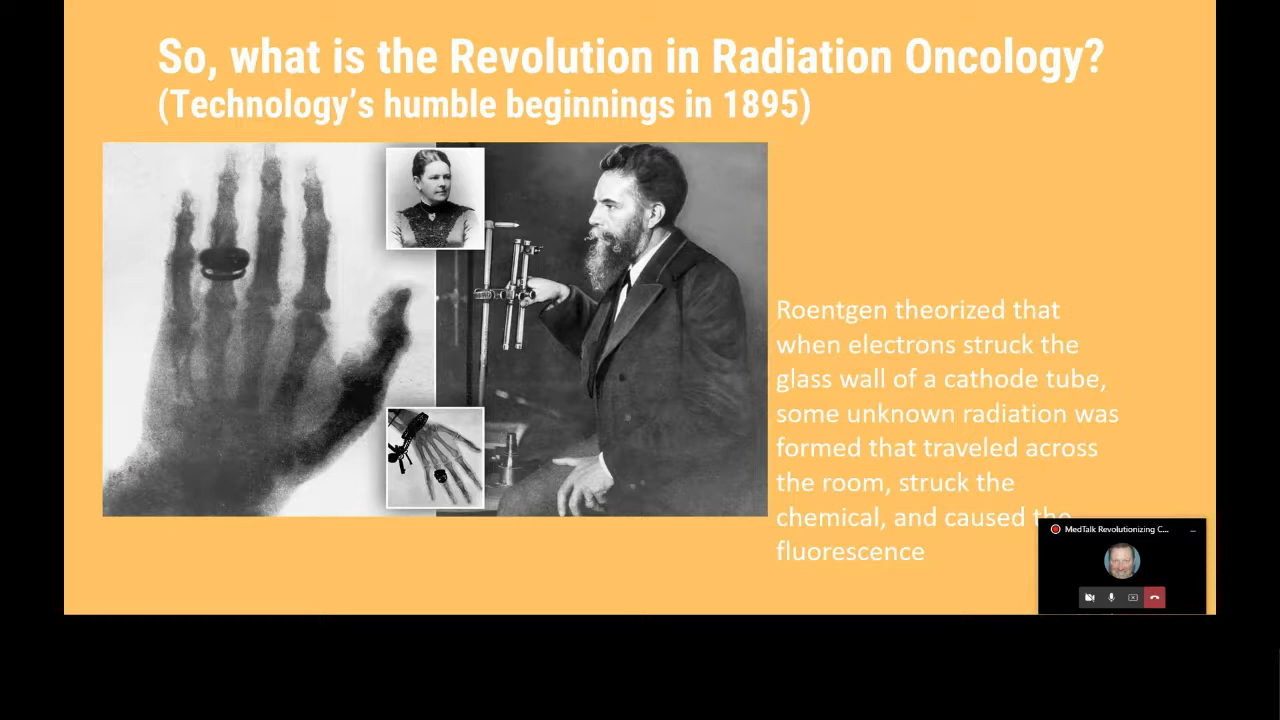 So, what is the Revolution in Radiation Oncology?
(Technology's humble beginnings in 1895)
Roentgen theorized that
when electrons struck the
glass wall of a cathode tube,
some unknown radiation was
formed that traveled across
the room, struck the
chemical, and caused the
fluorescence
MedTalk Revolutionizing C...